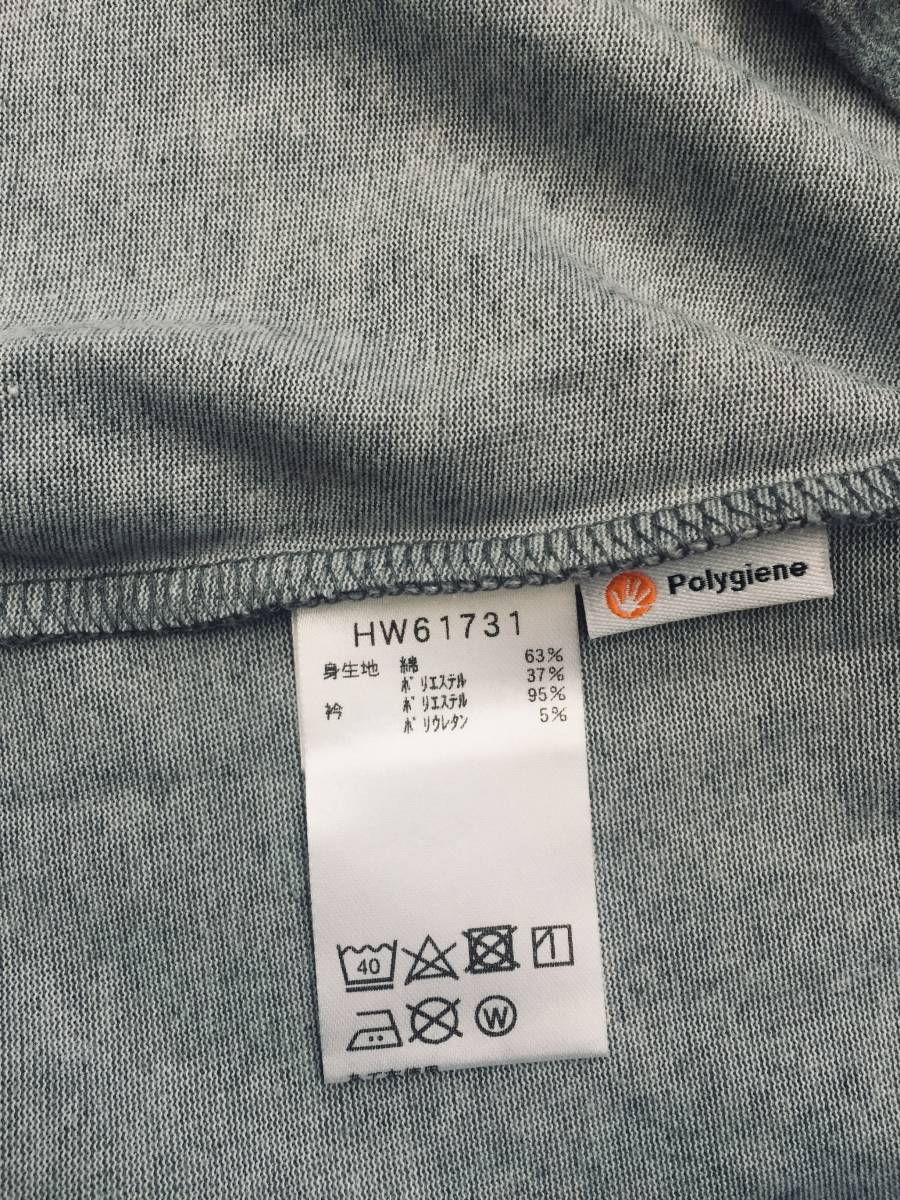 Polygiene
HW61731
身生地 綿 63%
ﾎﾟﾘｴｽﾃﾙ 37%
衿 ﾎﾟﾘｴｽﾃﾙ 95%
ﾎﾟﾘｳﾚﾀﾝ 5%
40
W